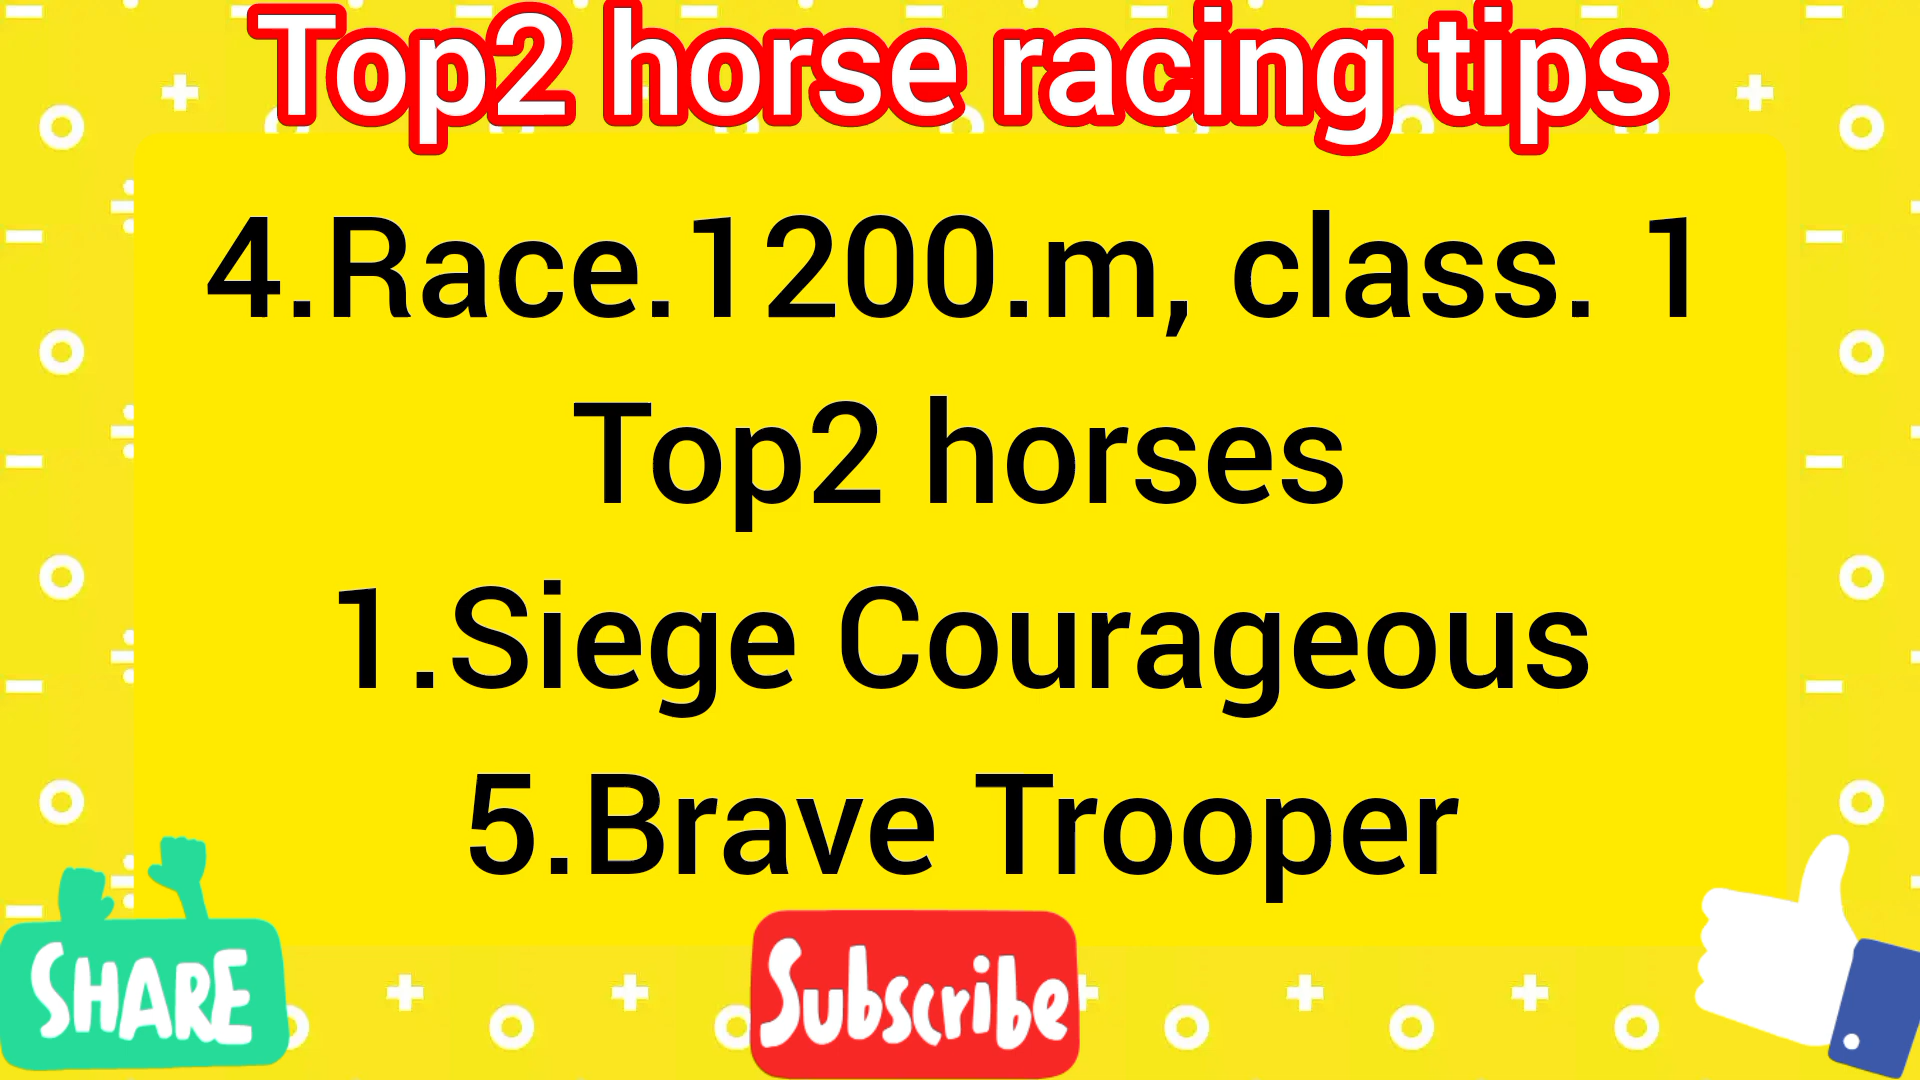 Top2 horse racing tips
4.Race.1200.m, class. 1
Top2 horses
1.Siege Courageous
5.Brave Trooper
SHARE
Subscribe